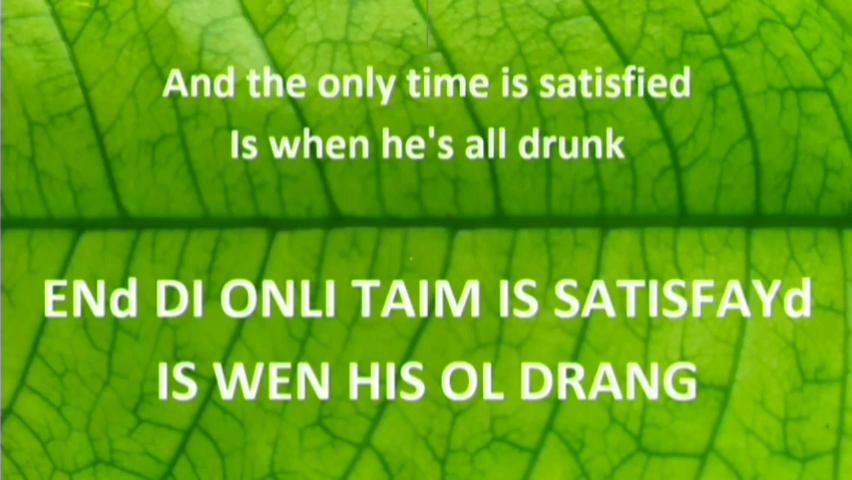 And the only time is satisfied
Is when he's all drunk
ENd DI ONLI TAIM IS SATISFAYd
IS WEN HIS OL DRANG